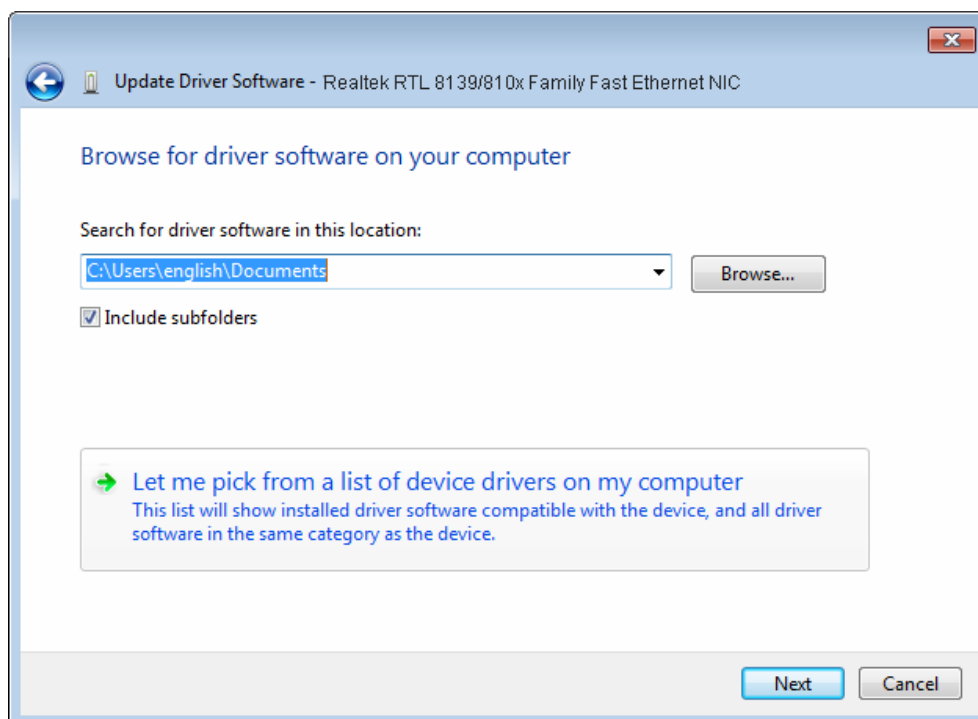 Update Driver Software - Realtek RTL 8139/810x Family Fast Ethernet NIC
Browse for driver software on your computer
Search for driver software in this location:
C:\Users\english\Documents
Browse...
Include subfolders
Let me pick from a list of device drivers on my computer
This list will show installed driver software compatible with the device, and all driver
software in the same category as the device.
Next
Cancel